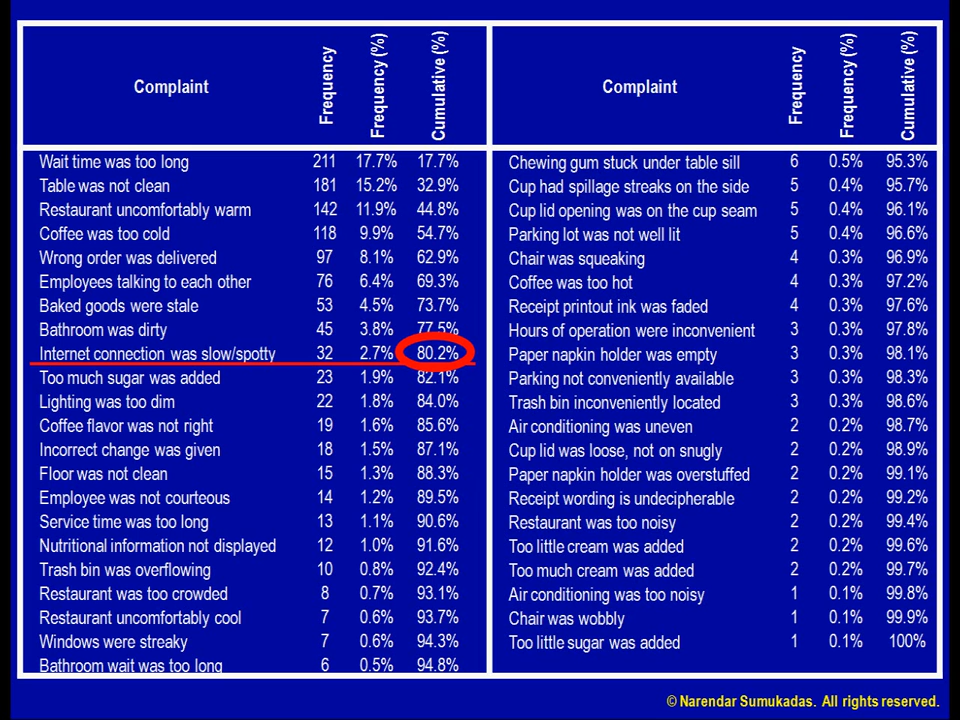 Complaint Frequency Frequency (%) Cumulative (%)
Wait time was too long 211 17.7% 17.7%
Table was not clean 181 15.2% 32.9%
Restaurant uncomfortably warm 142 11.9% 44.8%
Coffee was too cold 118 9.9% 54.7%
Wrong order was delivered 97 8.1% 62.9%
Employees talking to each other 76 6.4% 69.3%
Baked goods were stale 53 4.5% 73.7%
Bathroom was dirty 45 3.8% 77.5%
Internet connection was slow/spotty 32 2.7% 80.2%
Too much sugar was added 23 1.9% 82.1%
Lighting was too dim 22 1.8% 84.0%
Coffee flavor was not right 19 1.6% 85.6%
Incorrect change was given 18 1.5% 87.1%
Floor was not clean 15 1.3% 88.3%
Employee was not courteous 14 1.2% 89.5%
Service time was too long 13 1.1% 90.6%
Nutritional information not displayed 12 1.0% 91.6%
Trash bin was overflowing 10 0.8% 92.4%
Restaurant was too crowded 8 0.7% 93.1%
Restaurant uncomfortably cool 7 0.6% 93.7%
Windows were streaky 7 0.6% 94.3%
Bathroom wait was too long 6 0.5% 94.8%
Complaint Frequency Frequency (%) Cumulative (%)
Chewing gum stuck under table sill 6 0.5% 95.3%
Cup had spillage streaks on the side 5 0.4% 95.7%
Cup lid opening was on the cup seam 5 0.4% 96.1%
Parking lot was not well lit 5 0.4% 96.6%
Chair was squeaking 4 0.3% 96.9%
Coffee was too hot 4 0.3% 97.2%
Receipt printout ink was faded 4 0.3% 97.6%
Hours of operation were inconvenient 3 0.3% 97.8%
Paper napkin holder was empty 3 0.3% 98.1%
Parking not conveniently available 3 0.3% 98.3%
Trash bin inconveniently located 3 0.3% 98.6%
Air conditioning was uneven 2 0.2% 98.7%
Cup lid was loose, not on snugly 2 0.2% 98.9%
Paper napkin holder was overstuffed 2 0.2% 99.1%
Receipt wording is undecipherable 2 0.2% 99.2%
Restaurant was too noisy 2 0.2% 99.4%
Too little cream was added 2 0.2% 99.6%
Too much cream was added 2 0.2% 99.7%
Air conditioning was too noisy 1 0.1% 99.8%
Chair was wobbly 1 0.1% 99.9%
Too little sugar was added 1 0.1% 100%
© Narendar Sumukadas. All rights reserved.